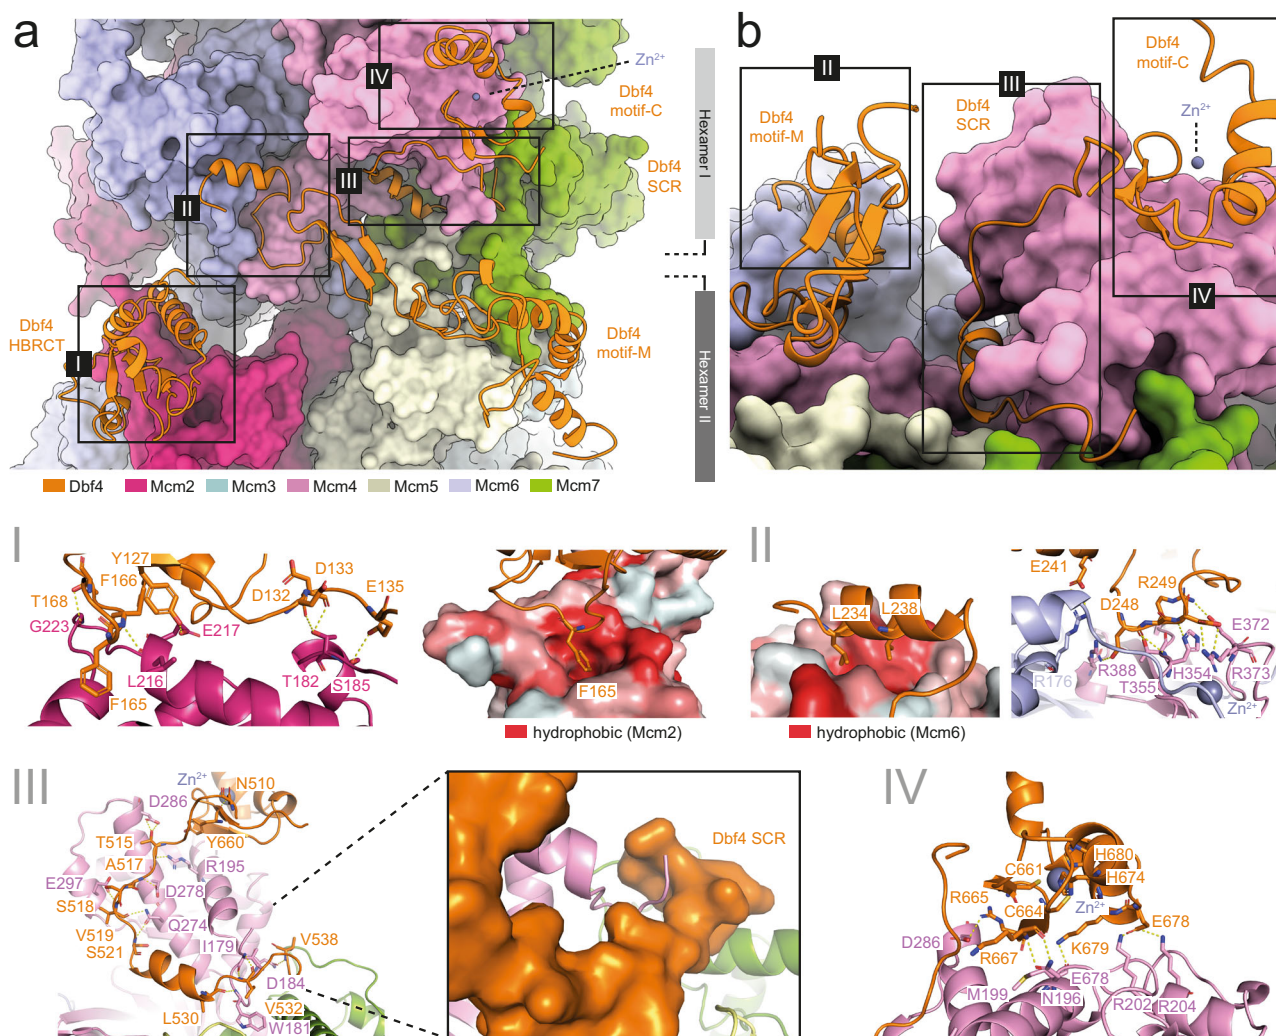 a
IV
Zn²⁺
Dbf4
motif-C
III
Dbf4
SCR
II
Dbf4
HBRCT
I
Dbf4
motif-M
Hexamer I
Hexamer II
b
II
Dbf4
motif-M
III
Dbf4
SCR
Dbf4
motif-C
Zn²⁺
IV
Dbf4 Mcm2 Mcm3 Mcm4 Mcm5 Mcm6 Mcm7
I
Y127
F166
T168
G223
D133
D132
E135
E217
L216
T182
S185
F165
F165
hydrophobic (Mcm2)
II
L234
L238
hydrophobic (Mcm6)
E241
R249
D248
E372
R388
H354
R373
R176
T355
Zn²⁺
III
Zn²⁺
N510
D286
T515
Y660
A517
R195
E297
D278
S518
Q274
V519
I179
S521
V538
D184
V532
L530
W181
Dbf4 SCR
IV
H680
C661
H674
R665
C664
Zn²⁺
E678
D286
K679
R667
E678
M199
N196
R202
R204